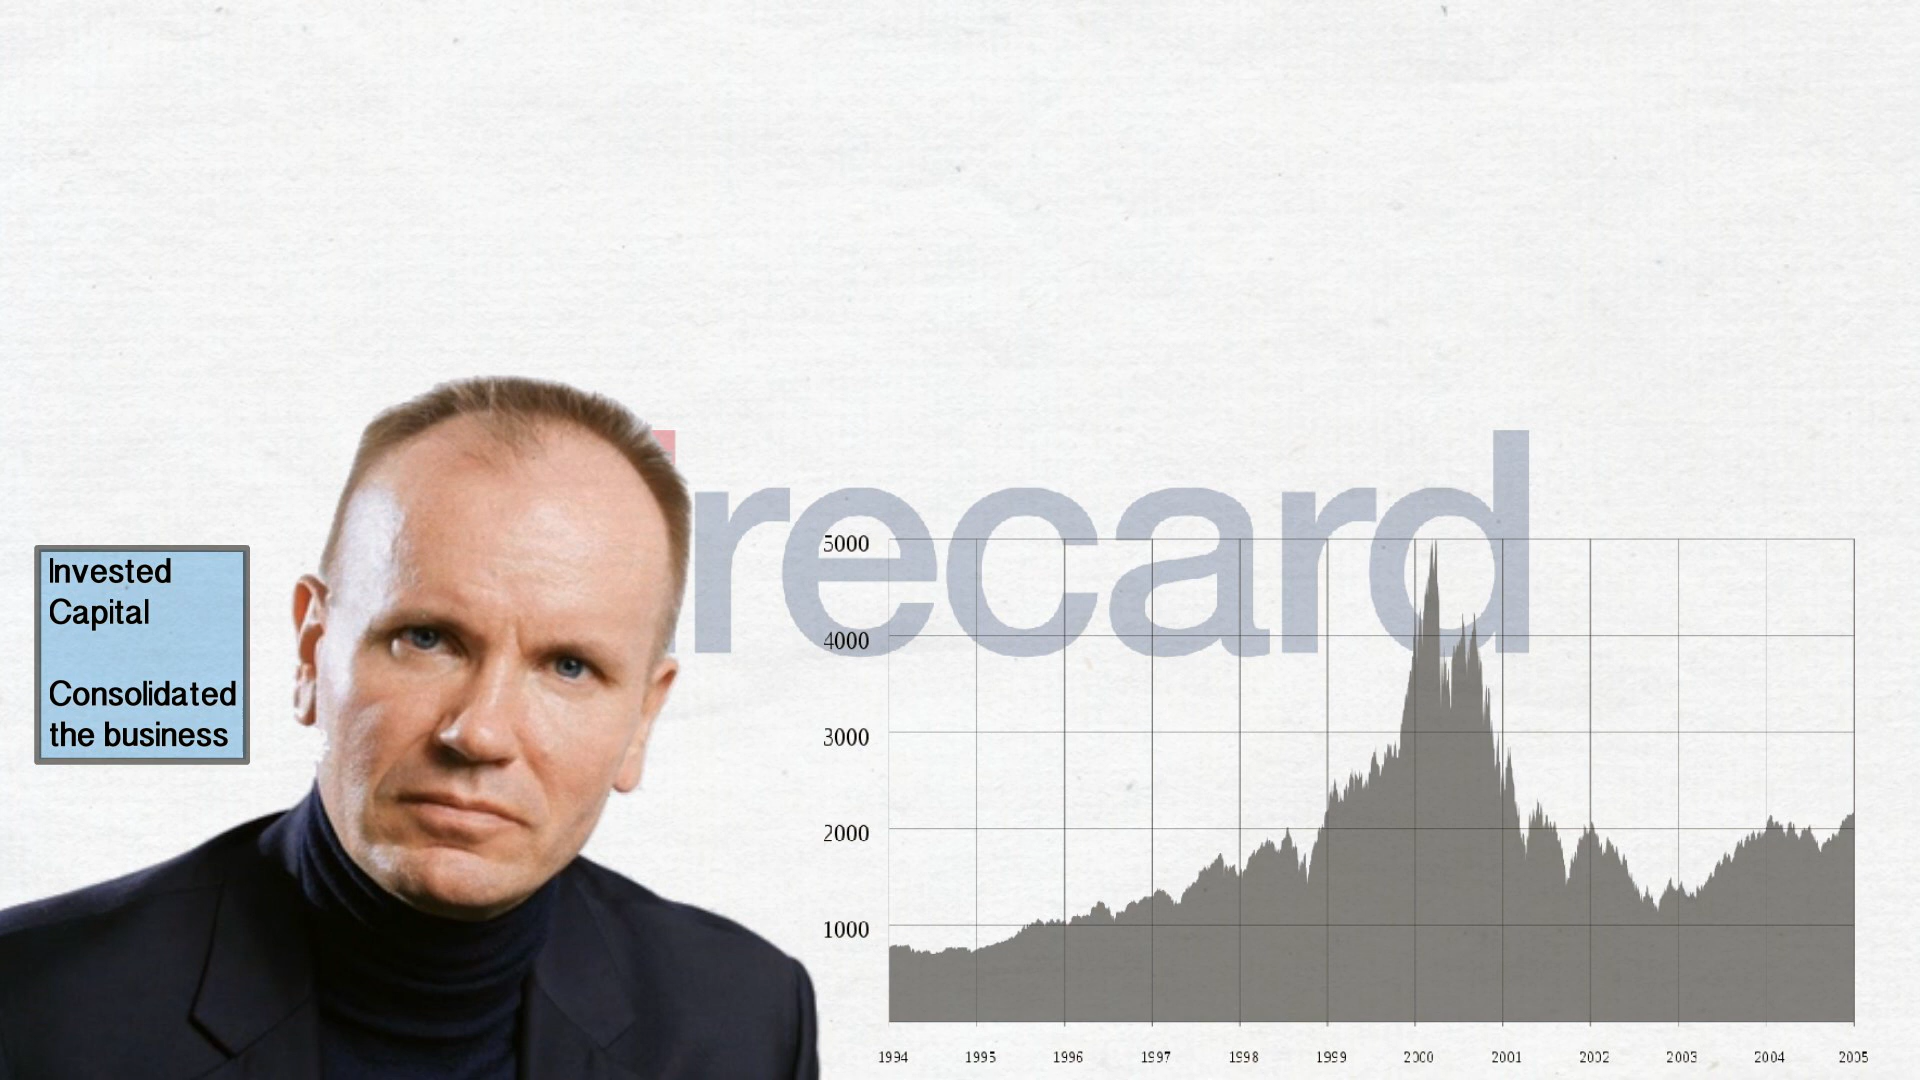 irecard
Invested
Capital
Consolidated
the business
5000
4000
3000
2000
1000
1994 1995 1996 1997 1998 1999 2000 2001 2002 2003 2004 2005